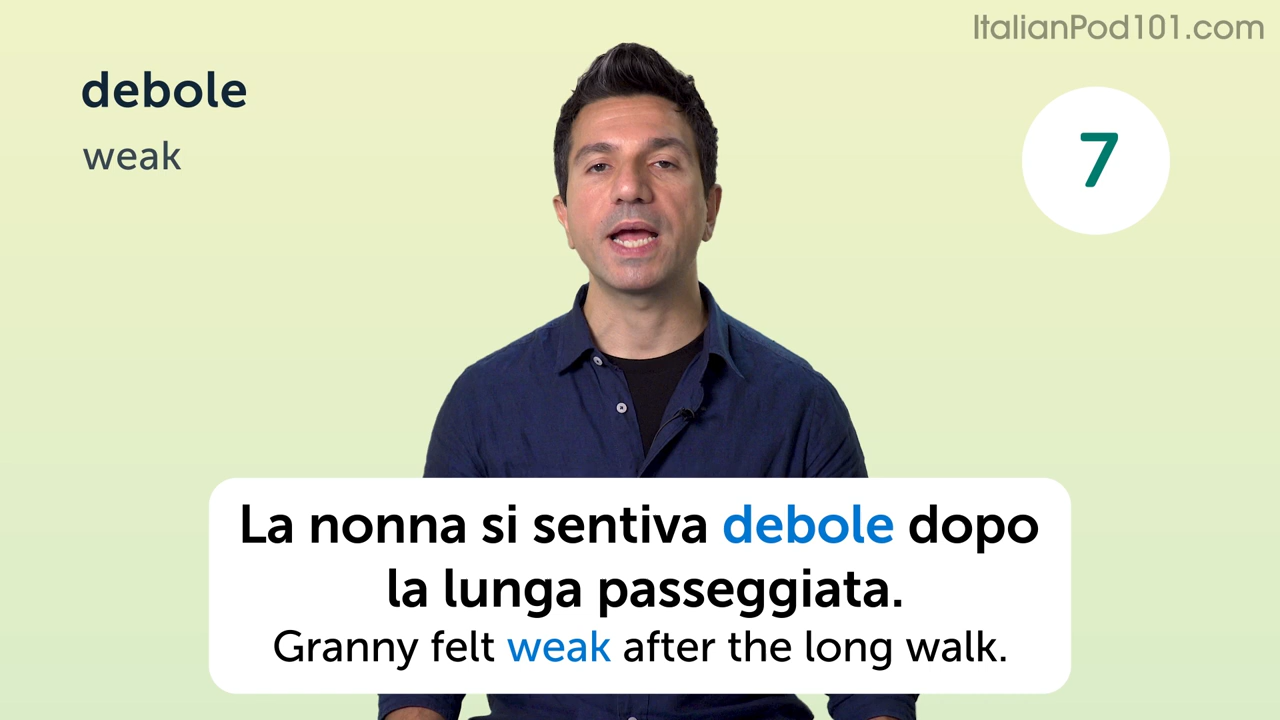 ItalianPod101.com
debole
weak
7
La nonna si sentiva debole dopo
la lunga passeggiata.
Granny felt weak after the long walk.